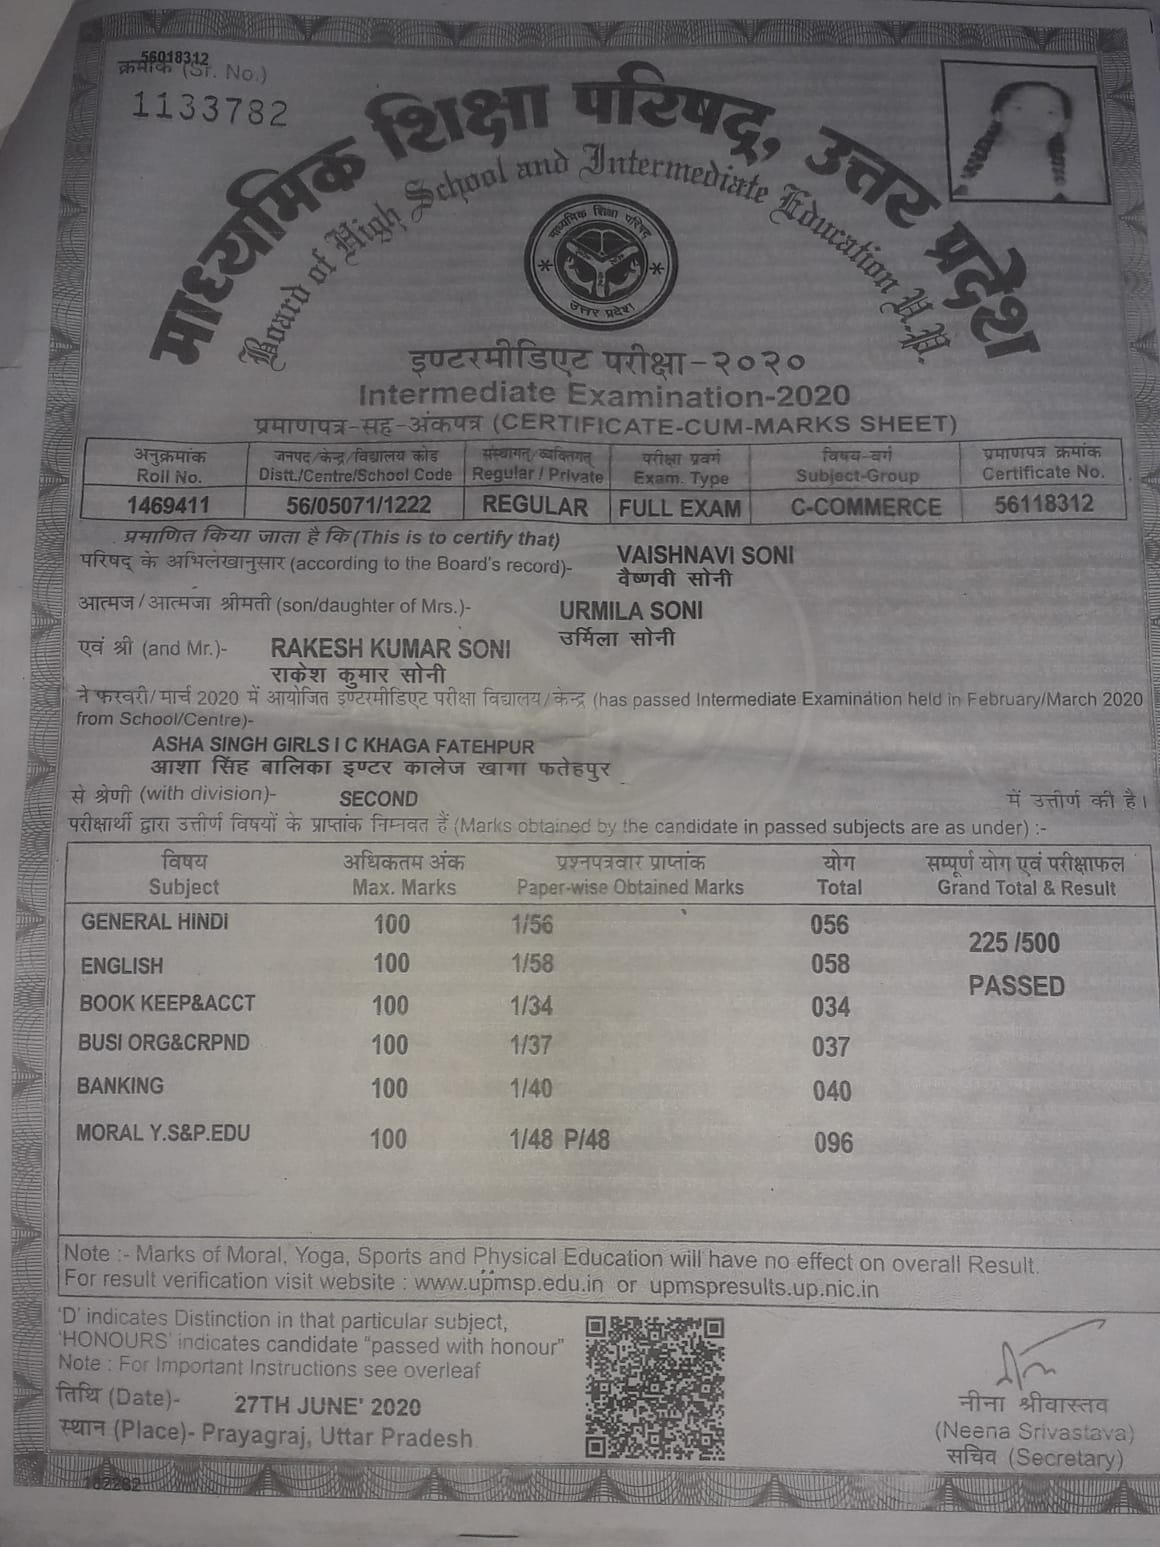 56018312
क्रमांक (Sr. No.)
1133782
माध्यमिक शिक्षा परिषद्, उत्तर प्रदेश
Board of High School and Intermediate Education U.P.
माध्यमिक शिक्षा परिषद
उत्तर प्रदेश
इण्टरमीडिएट परीक्षा-२०२०
Intermediate Examination-2020
प्रमाणपत्र-सह-अंकपत्र (CERTIFICATE-CUM-MARKS SHEET)
अनुक्रमांक जनपद/केन्द्र/विद्यालय कोड संस्थागत/व्यक्तिगत परीक्षा प्रवर्ग विषय-वर्ग प्रमाणपत्र क्रमांक
Roll No. Distt./Centre/School Code Regular / Private Exam. Type Subject-Group Certificate No.
1469411 56/05071/1222 REGULAR FULL EXAM C-COMMERCE 56118312
प्रमाणित किया जाता है कि (This is to certify that)
परिषद् के अभिलेखानुसार (according to the Board's record)- VAISHNAVI SONI
वैष्णवी सोनी
आत्मज/आत्मजा श्रीमती (son/daughter of Mrs.)- URMILA SONI
उर्मिला सोनी
एवं श्री (and Mr.)- RAKESH KUMAR SONI
राकेश कुमार सोनी
ने फरवरी/मार्च 2020 में आयोजित इण्टरमीडिएट परीक्षा विद्यालय/केन्द्र (has passed Intermediate Examination held in February/March 2020
from School/Centre)-
ASHA SINGH GIRLS I C KHAGA FATEHPUR
आशा सिंह बालिका इण्टर कालेज खागा फतेहपुर
से श्रेणी (with division)- SECOND में उत्तीर्ण की है।
परीक्षार्थी द्वारा उत्तीर्ण विषयों के प्राप्तांक निम्नवत हैं (Marks obtained by the candidate in passed subjects are as under) :-
विषय अधिकतम अंक प्रश्नपत्रवार प्राप्तांक योग सम्पूर्ण योग एवं परीक्षाफल
Subject Max. Marks Paper-wise Obtained Marks Total Grand Total & Result
GENERAL HINDI 100 1/56 056 225 /500
ENGLISH 100 1/58 058 PASSED
BOOK KEEP&ACCT 100 1/34 034
BUSI ORG&CRPND 100 1/37 037
BANKING 100 1/40 040
MORAL Y.S&P.EDU 100 1/48 P/48 096
Note :- Marks of Moral, Yoga, Sports and Physical Education will have no effect on overall Result.
For result verification visit website : www.upmsp.edu.in or upmspresults.up.nic.in
'D' indicates Distinction in that particular subject,
'HONOURS' indicates candidate "passed with honour"
Note : For Important Instructions see overleaf
तिथि (Date)- 27TH JUNE' 2020
स्थान (Place)- Prayagraj, Uttar Pradesh
नीना श्रीवास्तव
(Neena Srivastava)
सचिव (Secretary)